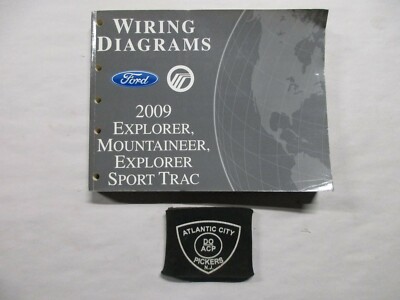 WIRING
DIAGRAMS
Ford
2009
EXPLORER,
MOUNTAINEER,
EXPLORER
SPORT TRAC
ATLANTIC CITY
DO
ACP
PICKERS
N.J.